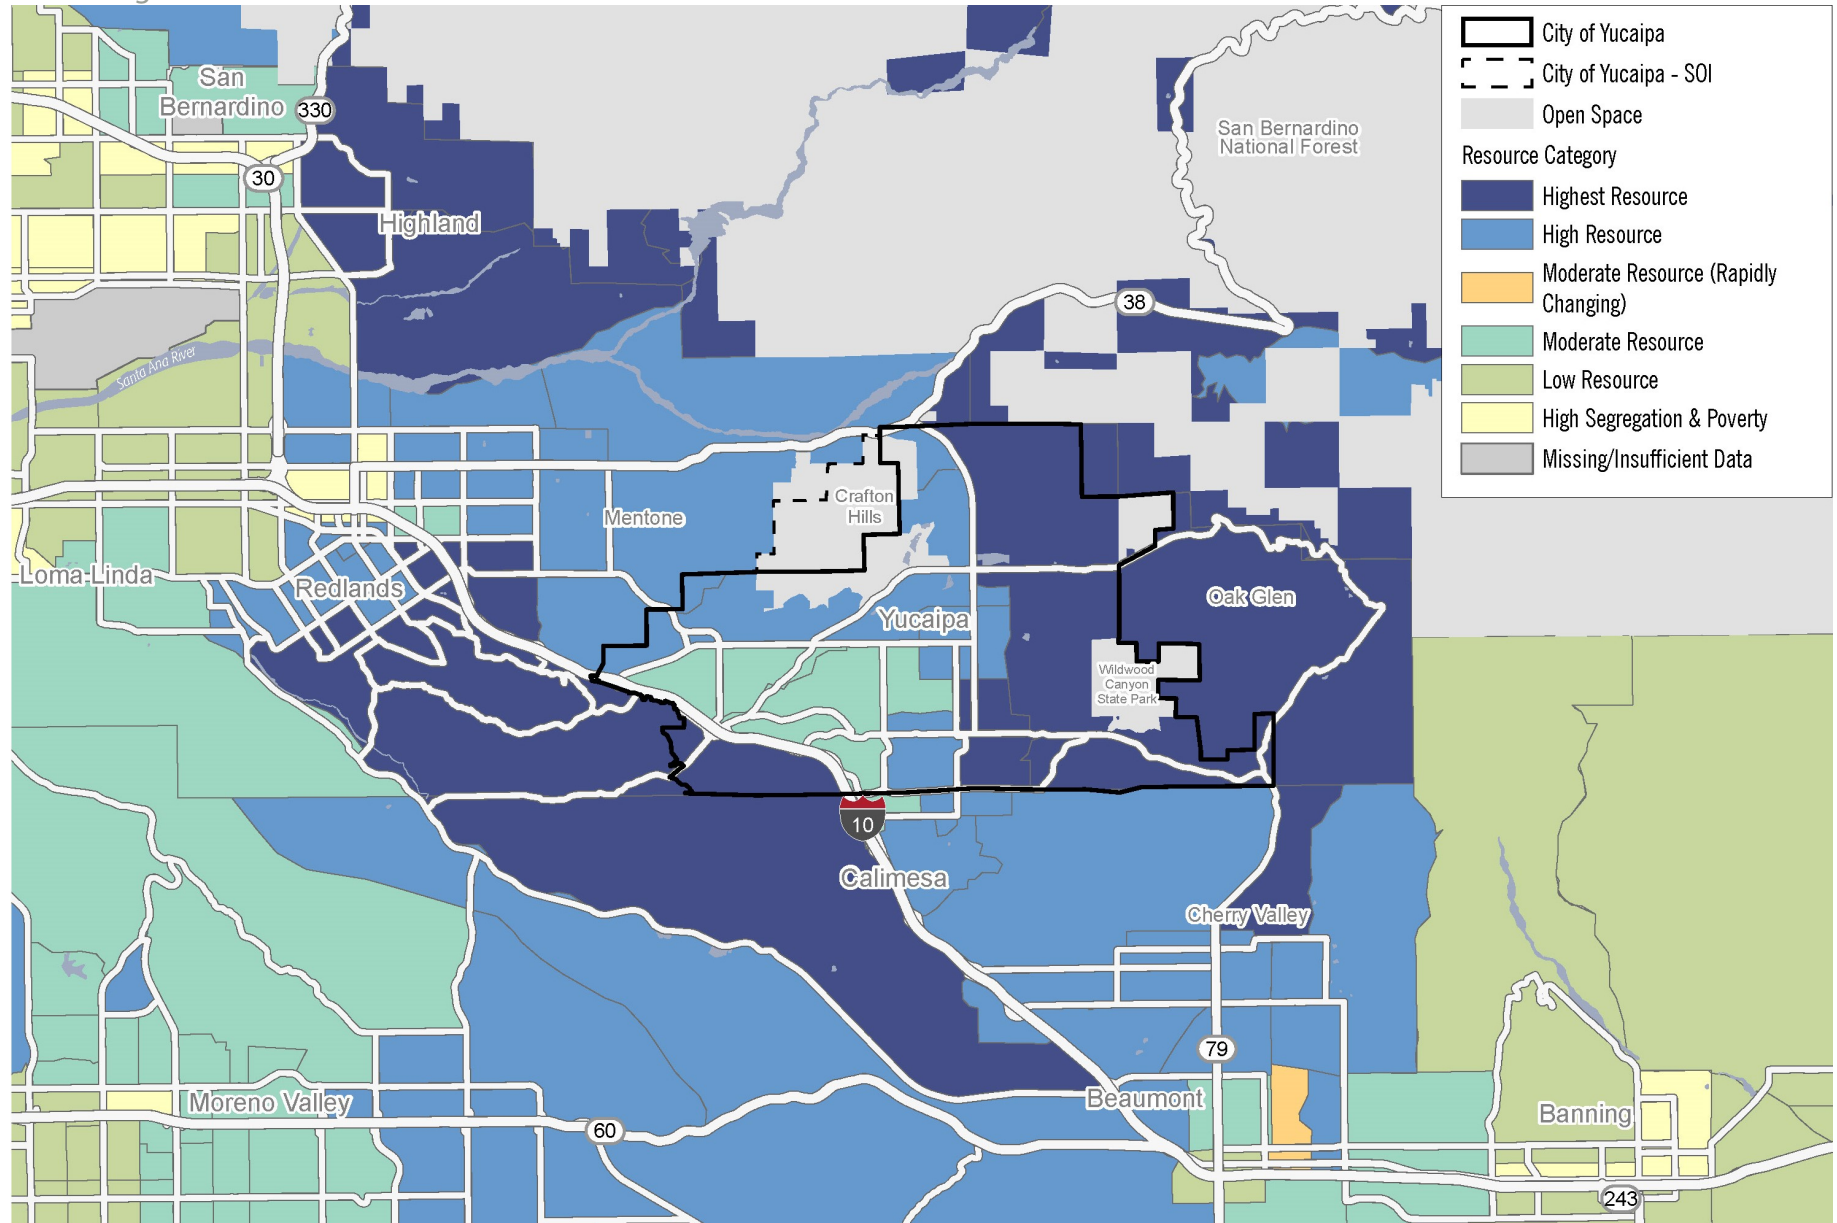 City of Yucaipa
City of Yucaipa - SOI
Open Space
Resource Category
Highest Resource
High Resource
Moderate Resource (Rapidly
Changing)
Moderate Resource
Low Resource
High Segregation & Poverty
Missing/Insufficient Data
San
Bernardino
330
San Bernardino
National Forest
30
Highland
38
Santa Ana River
Crafton
Hills
Mentone
Loma Linda
Redlands
Oak Glen
Yucaipa
Wildwood
Canyon
State Park
10
Calimesa
Cherry Valley
79
Moreno Valley
Beaumont
Banning
60
243